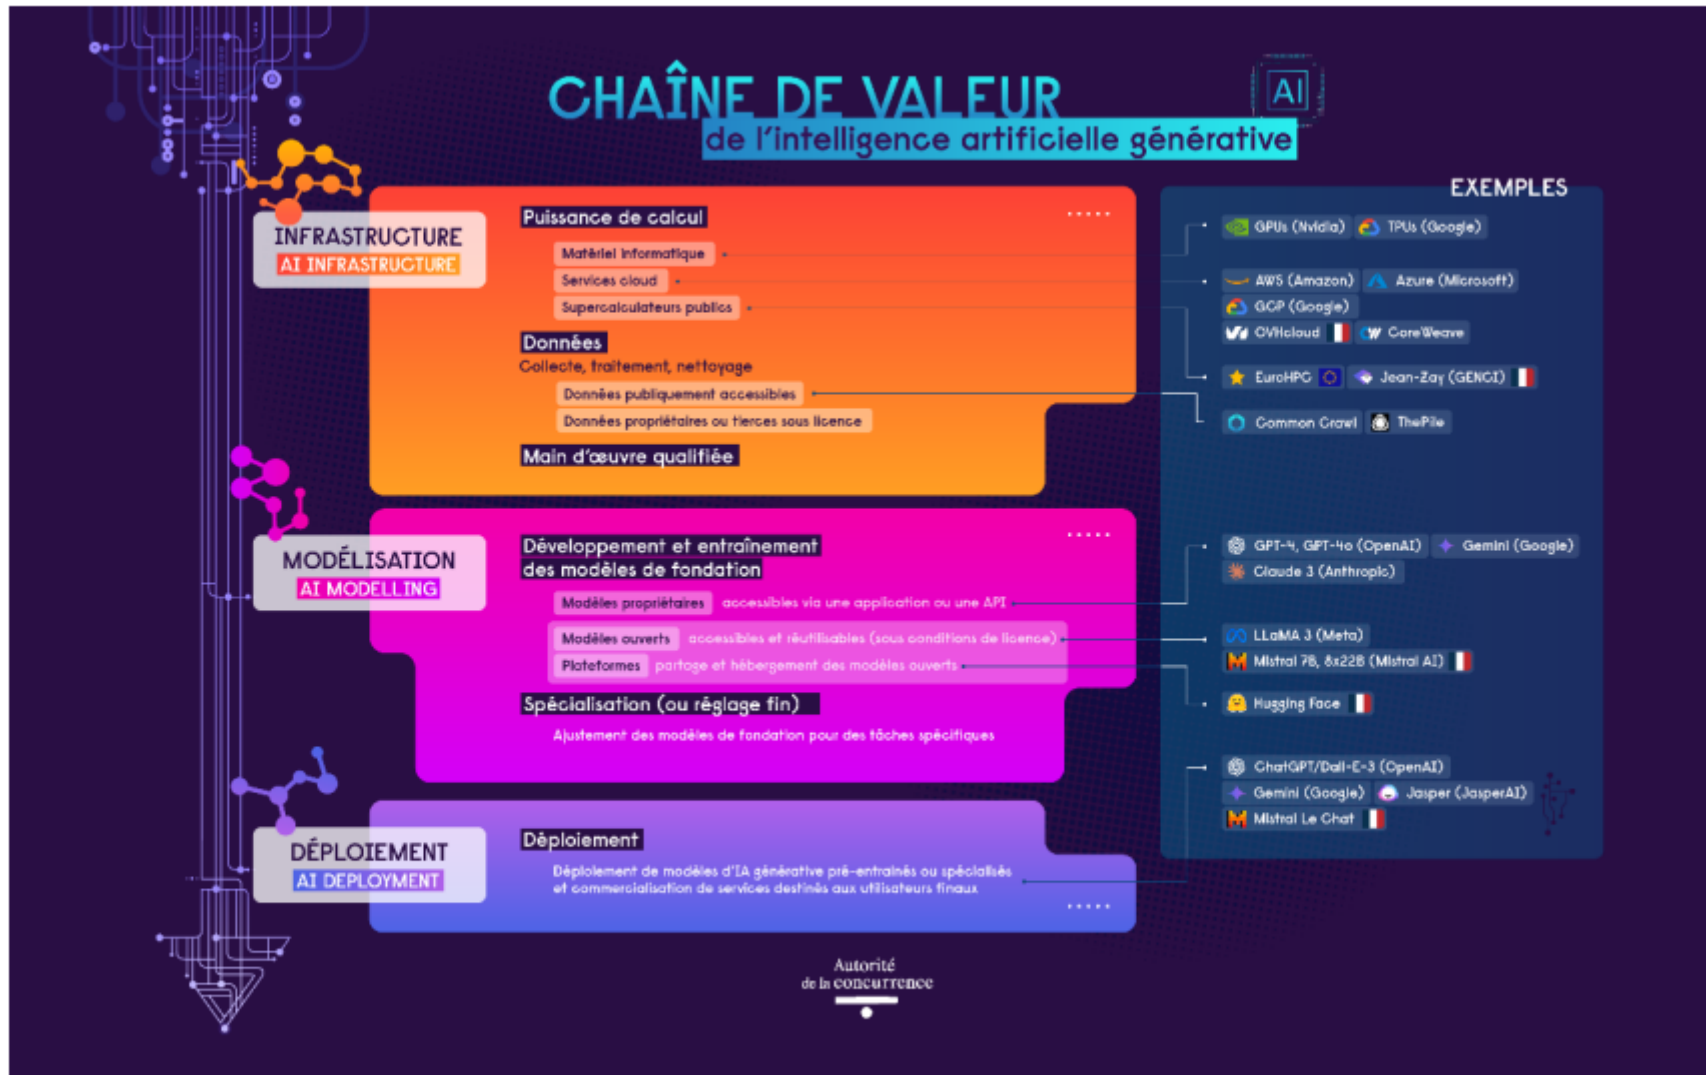 CHAÎNE DE VALEUR
de l'intelligence artificielle générative
AI
INFRASTRUCTURE
AI INFRASTRUCTURE
Puissance de calcul
Matériel informatique
Services cloud
Supercalculateurs publics
Données
Collecte, traitement, nettoyage
Données publiquement accessibles
Données propriétaires ou tierces sous licence
Main d'œuvre qualifiée
MODÉLISATION
AI MODELLING
Développement et entraînement
des modèles de fondation
Modèles propriétaires accessibles via une application ou une API
Modèles ouverts accessibles et réutilisables (sous conditions de licence)
Plateformes partage et hébergement des modèles ouverts
Spécialisation (ou réglage fin)
Ajustement des modèles de fondation pour des tâches spécifiques
DÉPLOIEMENT
AI DEPLOYMENT
Déploiement
Déploiement de modèles d'IA générative pré-entrainés ou spécialisés
et commercialisation de services destinés aux utilisateurs finaux
EXEMPLES
GPUs (Nvidia) TPUs (Google)
AWS (Amazon) Azure (Microsoft)
GCP (Google)
OVHcloud CoreWeave
EuroHPC Jean-Zay (GENCI)
Common Crawl ThePile
GPT-4, GPT-4o (OpenAI) Gemini (Google)
Claude 3 (Anthropic)
LLaMA 3 (Meta)
Mistral 7B, 8x22B (Mistral AI)
Hugging Face
ChatGPT/Dall-E-3 (OpenAI)
Gemini (Google) Jasper (JasperAI)
Mistral Le Chat
Autorité
de la concurrence